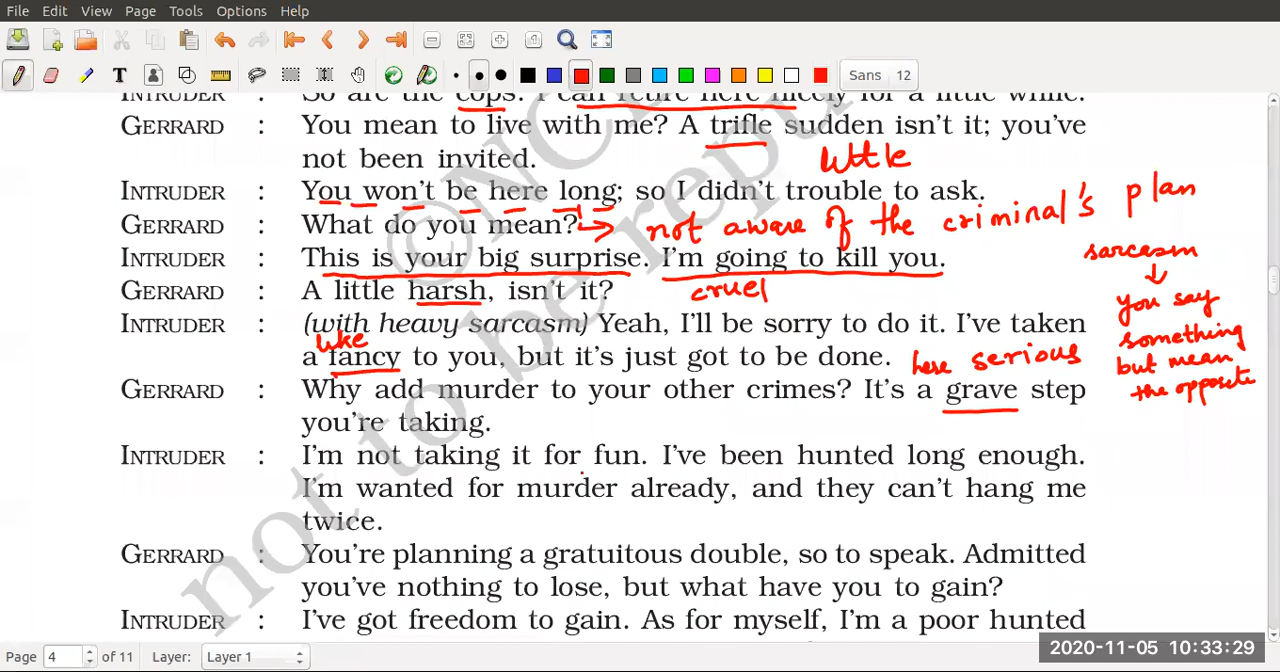 File Edit View Page Tools Options Help
Sans 12
INTRUDER : So are the cups. I can retire here nicely for a little while.
GERRARD : You mean to live with me? A trifle sudden isn't it; you've
not been invited.
Little
INTRUDER : You won't be here long; so I didn't trouble to ask.
GERRARD : What do you mean?
not aware of the criminal's plan
INTRUDER : This is your big surprise. I'm going to kill you.
GERRARD : A little harsh, isn't it?
cruel
sarcasm
you say
something
but mean
the opposite
INTRUDER : (with heavy sarcasm) Yeah, I'll be sorry to do it. I've taken
like
a fancy to you, but it's just got to be done.
here serious
GERRARD : Why add murder to your other crimes? It's a grave step
you're taking.
INTRUDER : I'm not taking it for fun. I've been hunted long enough.
I'm wanted for murder already, and they can't hang me
twice.
GERRARD : You're planning a gratuitous double, so to speak. Admitted
you've nothing to lose, but what have you to gain?
INTRUDER : I've got freedom to gain. As for myself, I'm a poor hunted
©NCE
not to be repu
Page 4 of 11 Layer: Layer 1
2020-11-05 10:33:29